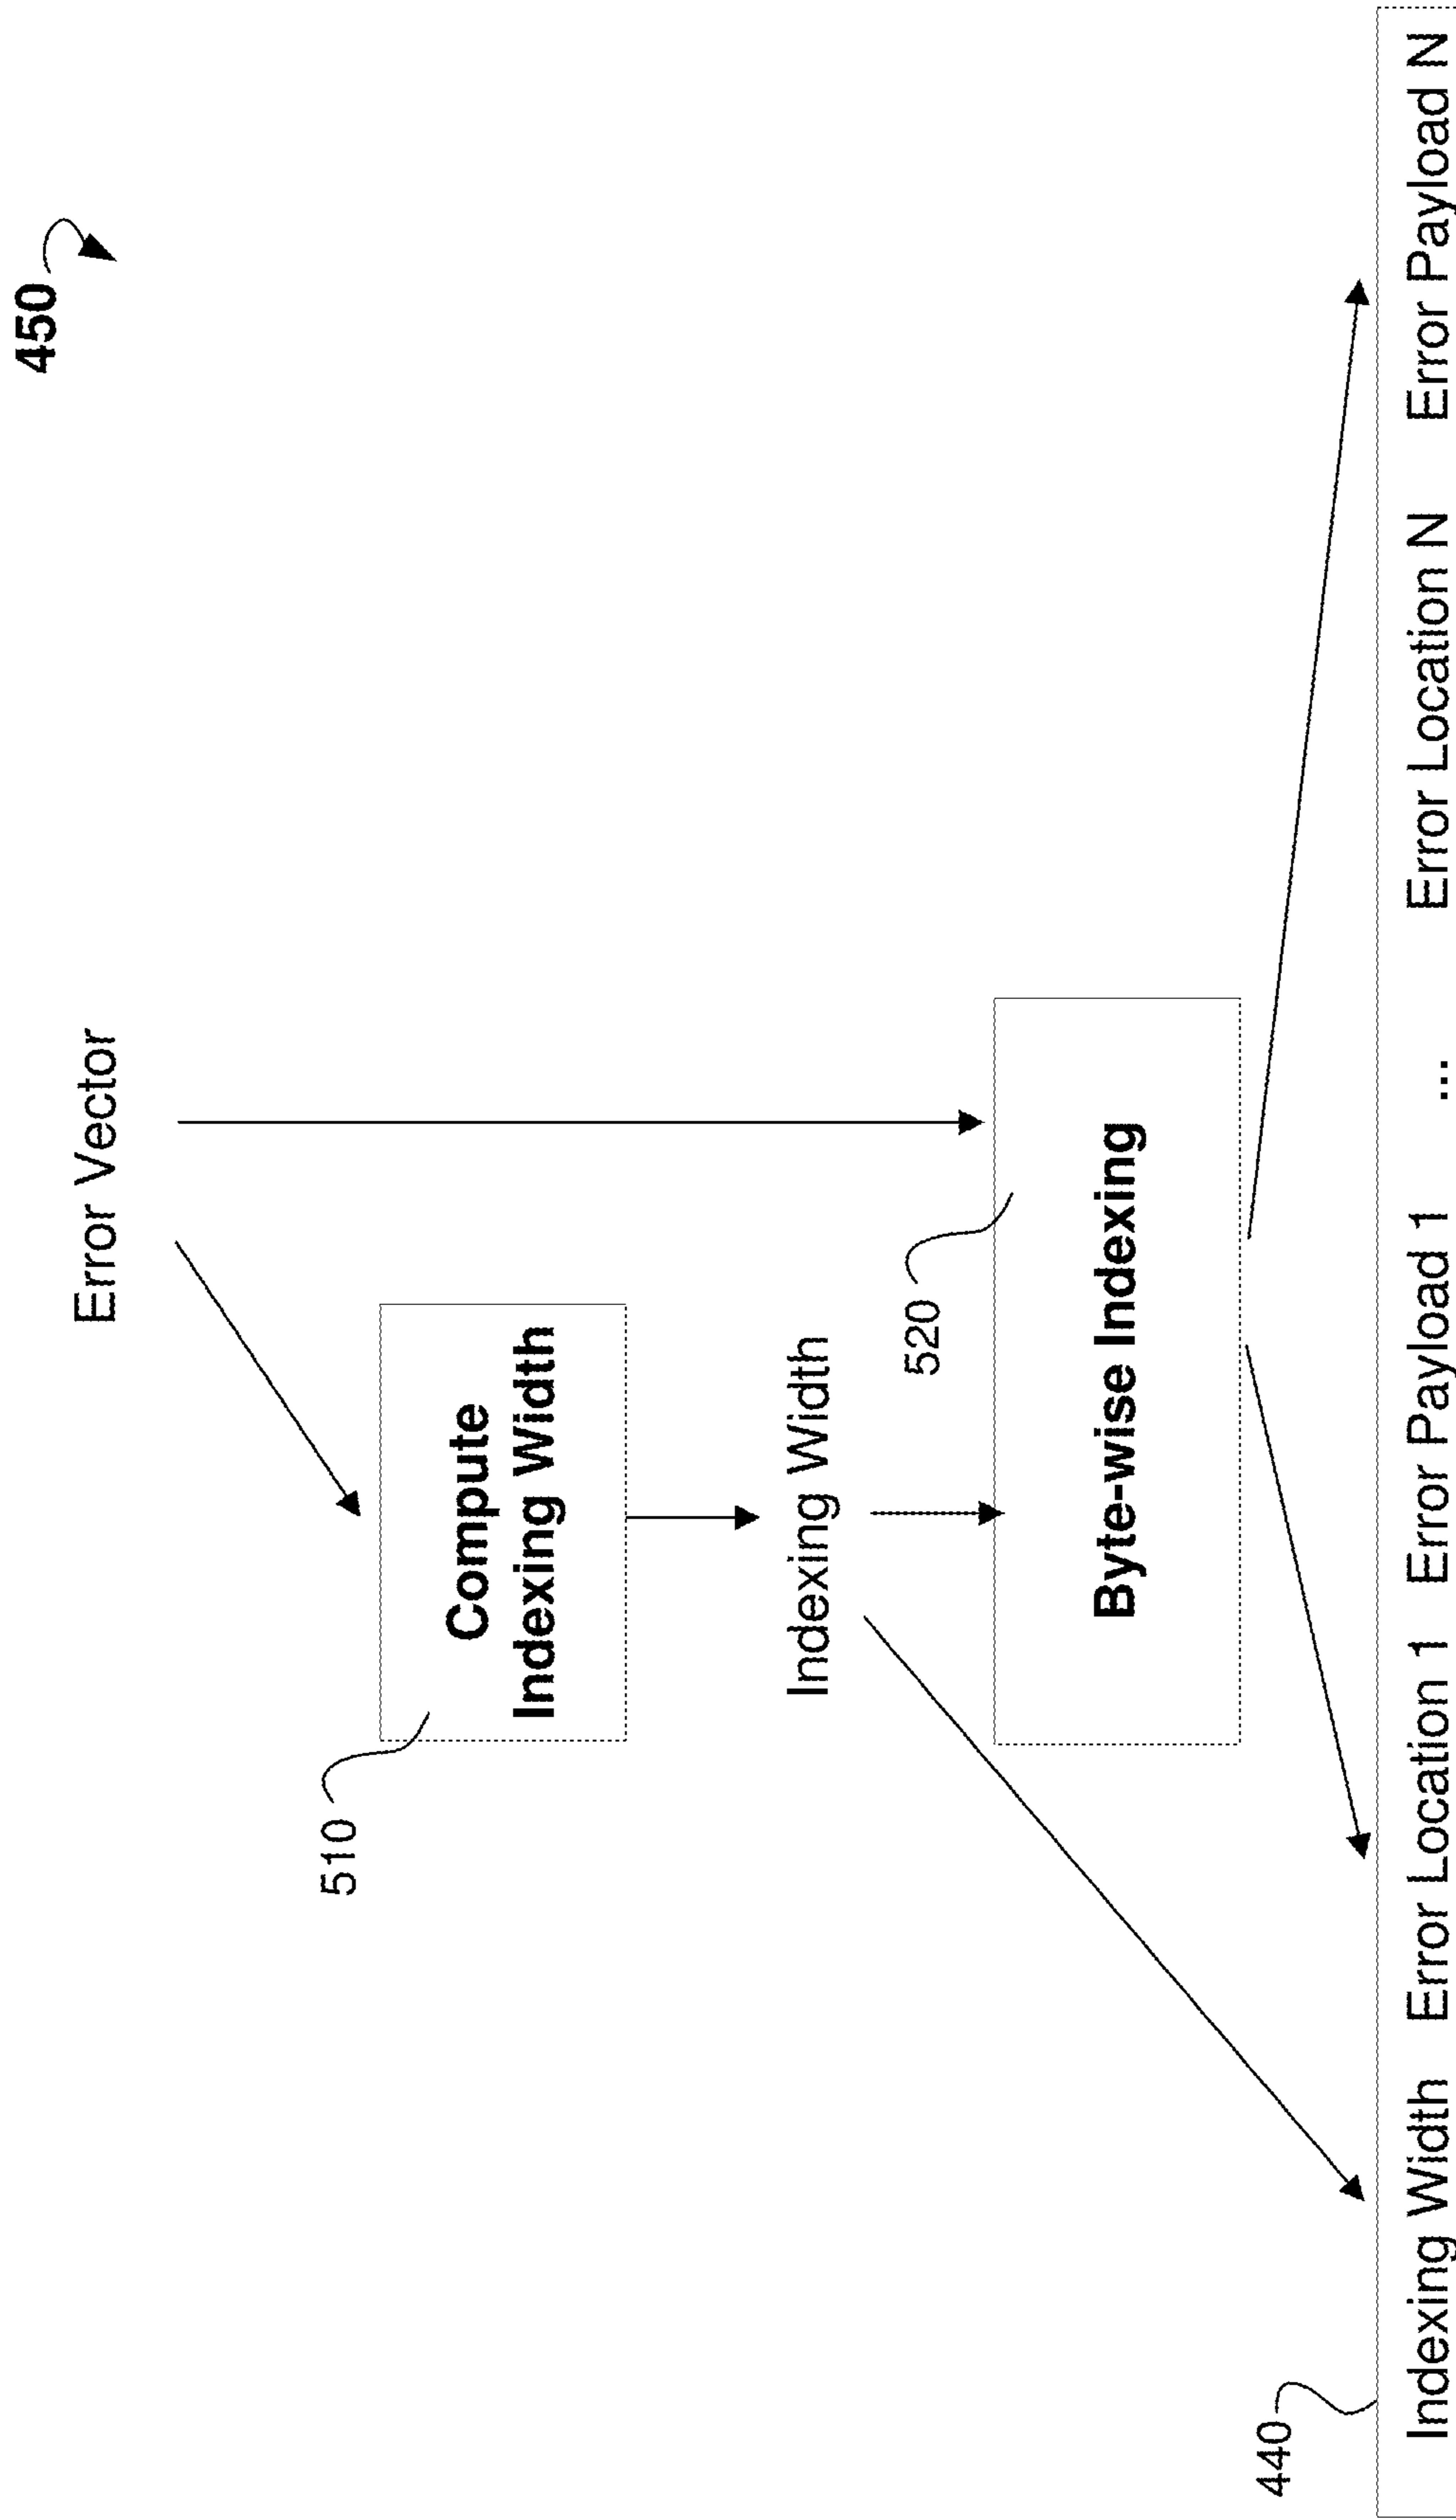 450
Error Vector
510
Compute
Indexing Width
Indexing Width
520
Byte-wise Indexing
440
Indexing Width Error Location 1 Error Payload 1 ... Error Location N Error Payload N